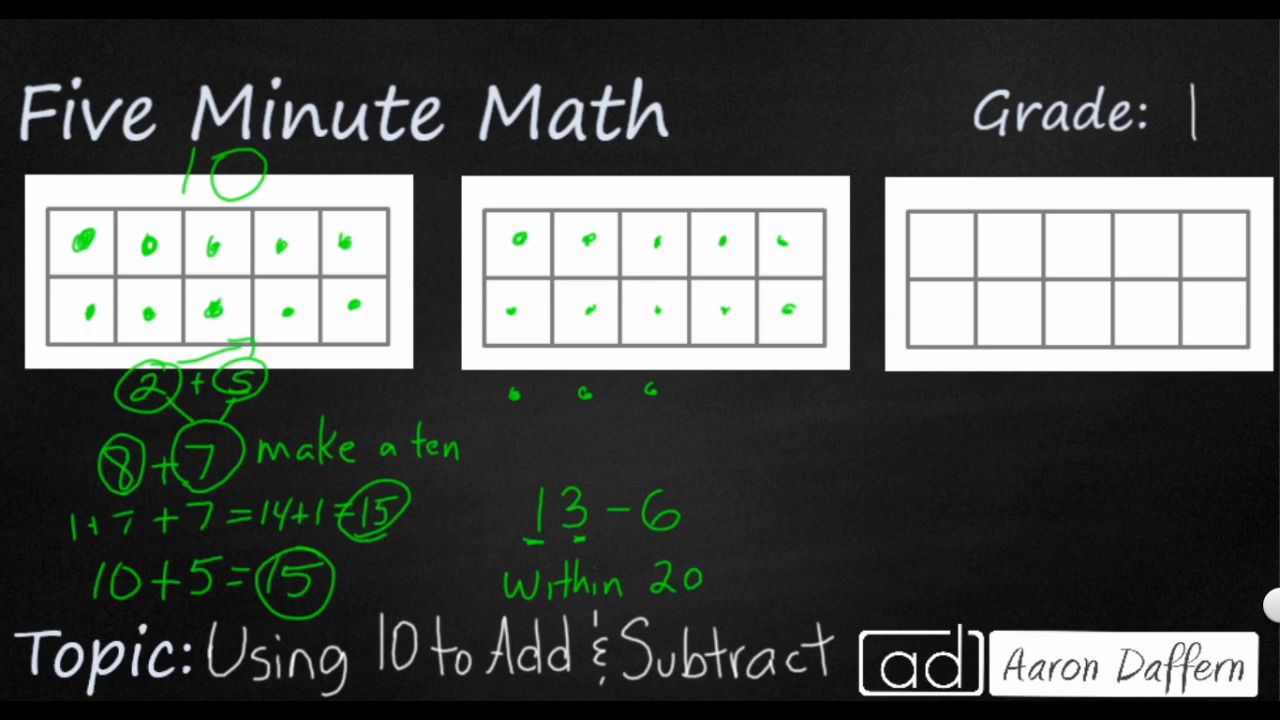 Five Minute Math
Grade: 1
10
2 + 5
8 + 7 make a ten
1 + 7 + 7 = 14 + 1 = 15
10 + 5 = 15
13 - 6
within 20
Topic: Using 10 to Add & Subtract
ad Aaron Daffern